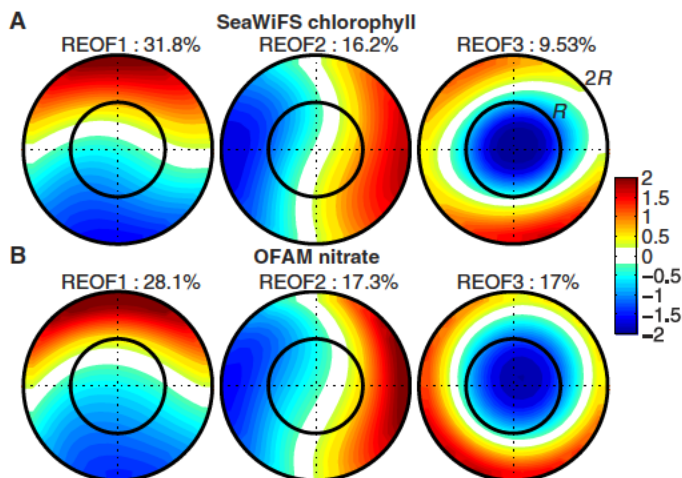 A
SeaWiFS chlorophyll
REOF1 : 31.8%
REOF2 : 16.2%
REOF3 : 9.53%
2R
R
2
1.5
1
0.5
0
−0.5
−1
−1.5
−2
B
OFAM nitrate
REOF1 : 28.1%
REOF2 : 17.3%
REOF3 : 17%